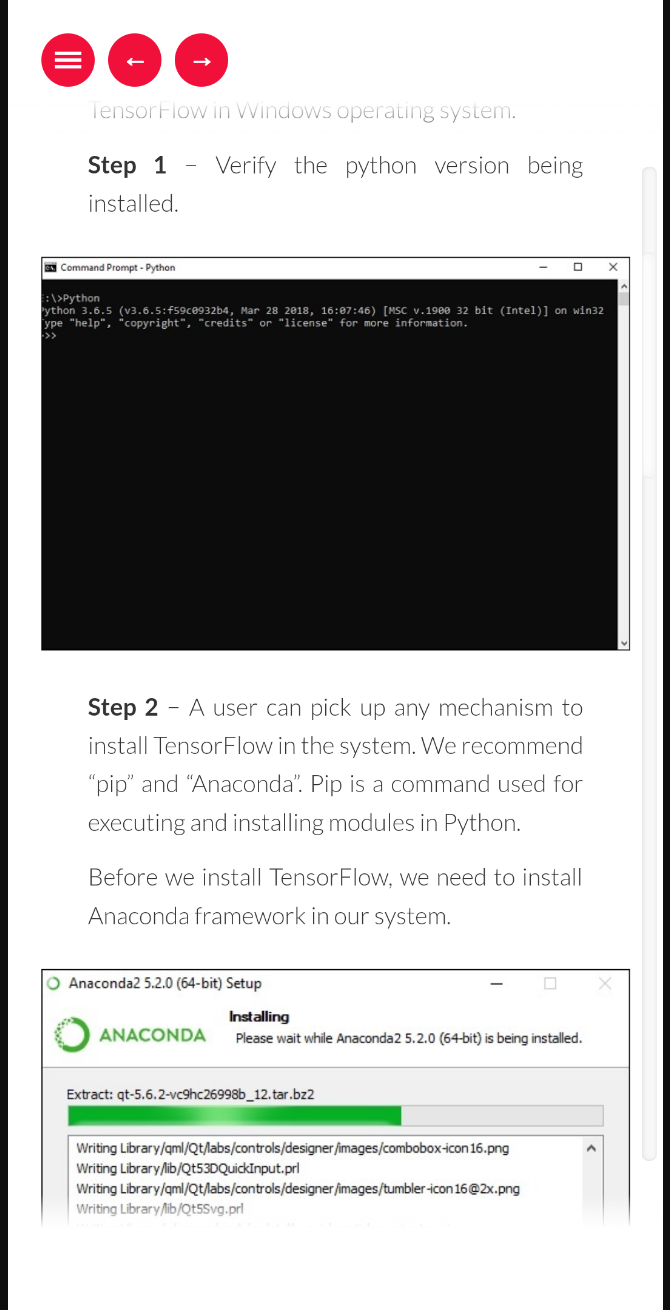 TensorFlow in Windows operating system.
Step 1 – Verify the python version being
installed.
Command Prompt - Python
:\>Python
ython 3.6.5 (v3.6.5:f59c0932b4, Mar 28 2018, 16:07:46) [MSC v.1900 32 bit (Intel)] on win32
ype "help", "copyright", "credits" or "license" for more information.
>>
Step 2 – A user can pick up any mechanism to
install TensorFlow in the system. We recommend
“pip” and “Anaconda”. Pip is a command used for
executing and installing modules in Python.
Before we install TensorFlow, we need to install
Anaconda framework in our system.
Anaconda2 5.2.0 (64-bit) Setup
Installing
ANACONDA
Please wait while Anaconda2 5.2.0 (64-bit) is being installed.
Extract: qt-5.6.2-vc9hc26998b_12.tar.bz2
Writing Library/qml/Qt/labs/controls/designer/images/combobox-icon16.png
Writing Library/lib/Qt53DQuickInput.prl
Writing Library/qml/Qt/labs/controls/designer/images/tumbler-icon16@2x.png
Writing Library/lib/Qt5Svg.prl